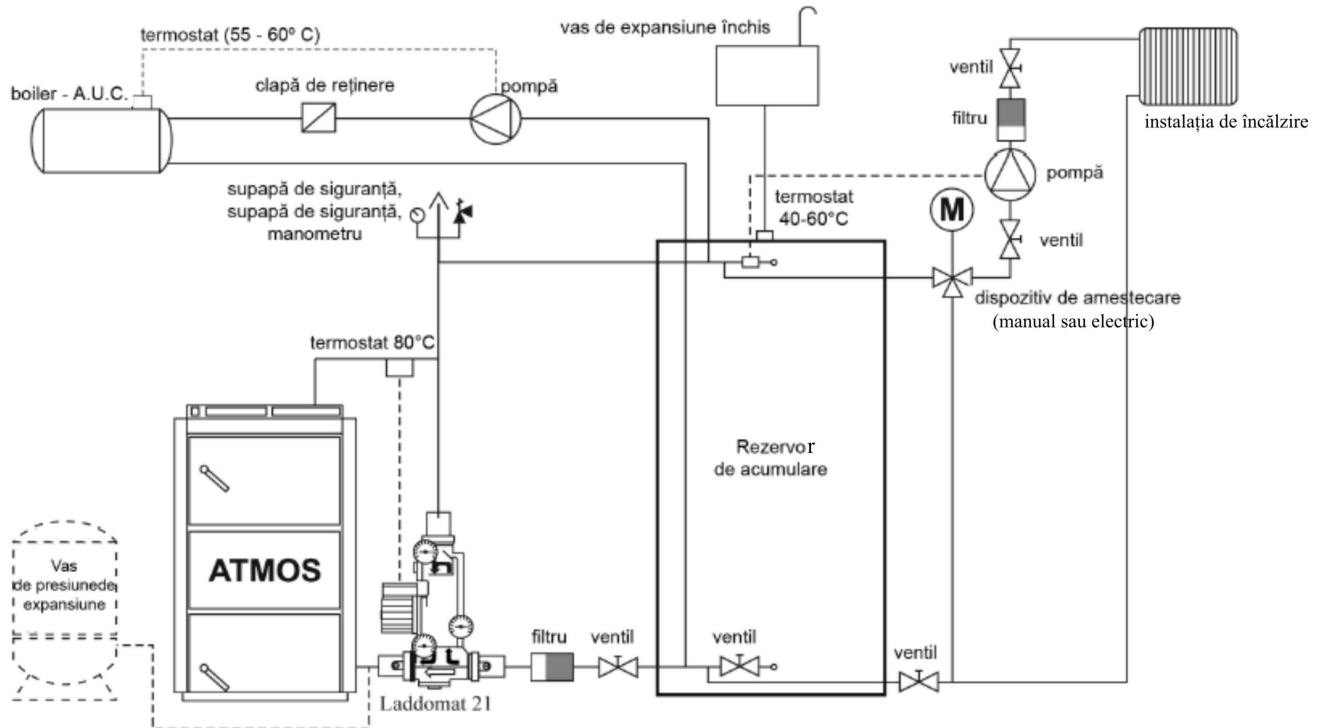 termostat (55 - 60º C)
vas de expansiune închis
ventil
boiler - A.U.C.
clapă de reținere
pompă
filtru
instalația de încălzire
supapă de siguranță,
supapă de siguranță,
manometru
termostat
40-60°C
pompă
M
ventil
dispozitiv de amestecare
(manual sau electric)
termostat 80°C
Rezervor
de acumulare
ATMOS
Vas
de presiunede
expansiune
filtru
ventil
ventil
ventil
Laddomat 21